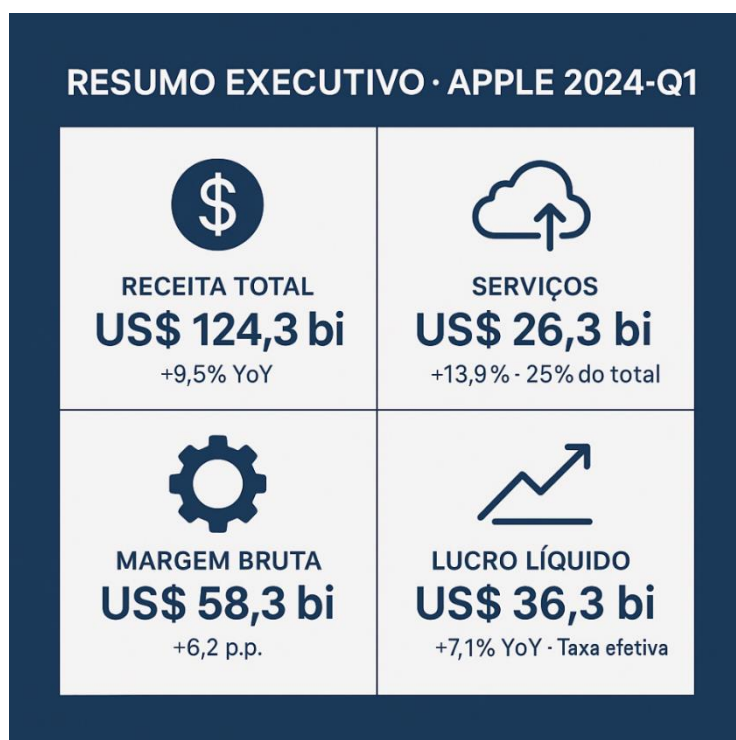 RESUMO EXECUTIVO · APPLE 2024-Q1
$
RECEITA TOTAL
US$ 124,3 bi
+9,5% YoY
SERVIÇOS
US$ 26,3 bi
+13,9% - 25% do total
MARGEM BRUTA
US$ 58,3 bi
+6,2 p.p.
LUCRO LÍQUIDO
US$ 36,3 bi
+7,1% YoY · Taxa efetiva